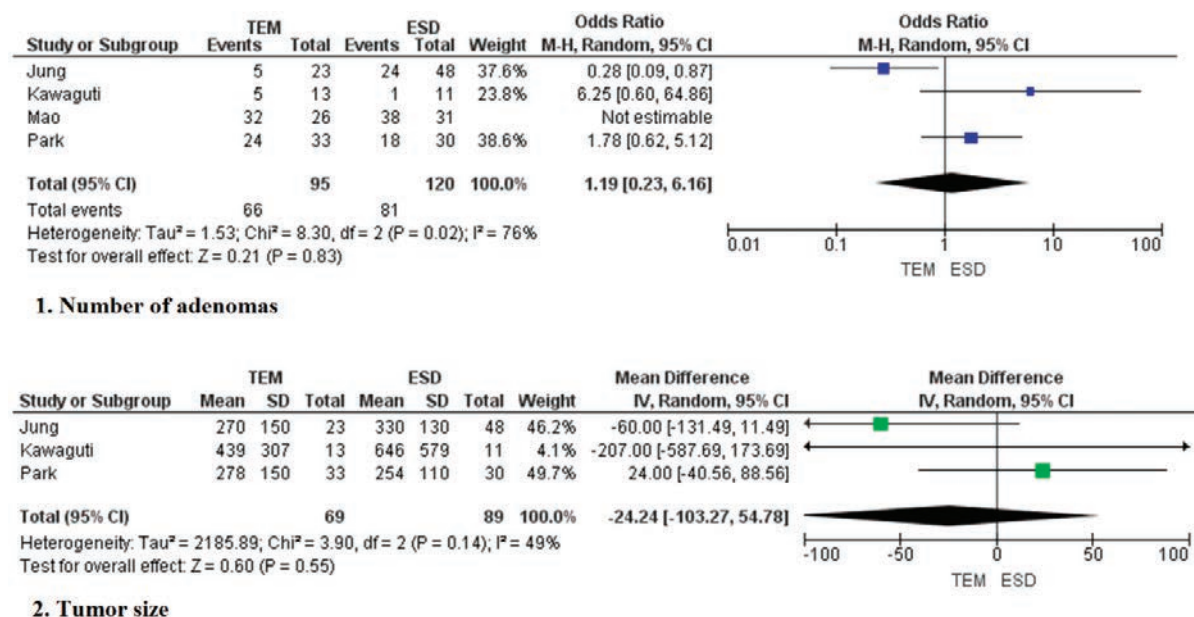 TEM ESD Odds Ratio Odds Ratio
Study or Subgroup Events Total Events Total Weight M-H, Random, 95% CI M-H, Random, 95% CI
Jung 5 23 24 48 37.6% 0.28 [0.09, 0.87]
Kawaguti 5 13 1 11 23.8% 6.25 [0.60, 64.86]
Mao 32 26 38 31 Not estimable
Park 24 33 18 30 38.6% 1.78 [0.62, 5.12]
Total (95% CI) 95 120 100.0% 1.19 [0.23, 6.16]
Total events 66 81
Heterogeneity: Tau² = 1.53; Chi² = 8.30, df = 2 (P = 0.02); I² = 76%
Test for overall effect: Z = 0.21 (P = 0.83)
0.01 0.1 1 10 100
TEM ESD
1. Number of adenomas
TEM ESD Mean Difference Mean Difference
Study or Subgroup Mean SD Total Mean SD Total Weight IV, Random, 95% CI IV, Random, 95% CI
Jung 270 150 23 330 130 48 46.2% -60.00 [-131.49, 11.49]
Kawaguti 439 307 13 646 579 11 4.1% -207.00 [-587.69, 173.69]
Park 278 150 33 254 110 30 49.7% 24.00 [-40.56, 88.56]
Total (95% CI) 69 89 100.0% -24.24 [-103.27, 54.78]
Heterogeneity: Tau² = 2185.89; Chi² = 3.90, df = 2 (P = 0.14); I² = 49%
Test for overall effect: Z = 0.60 (P = 0.55)
-100 -50 0 50 100
TEM ESD
2. Tumor size